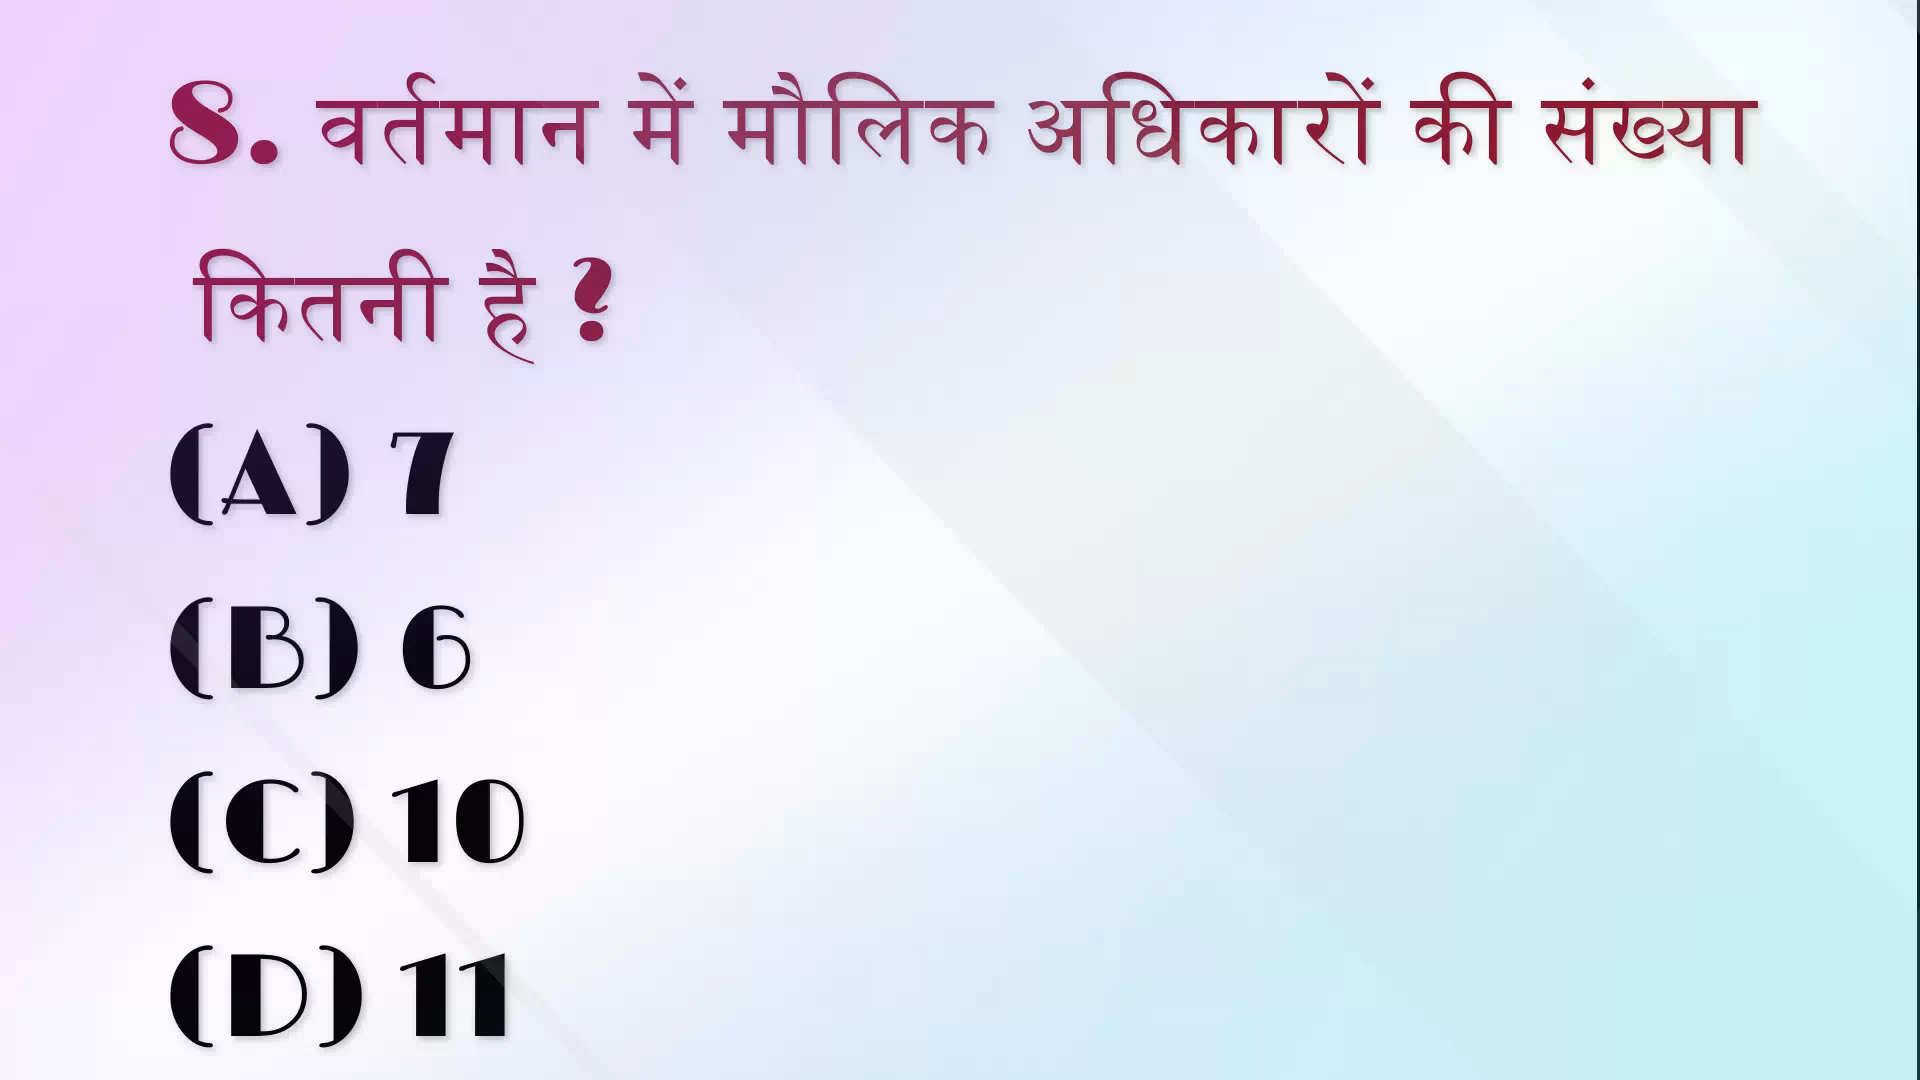 8. वर्तमान में मौलिक अधिकारों की संख्या
कितनी है ?
(A) 7
(B) 6
(C) 10
(D) 11